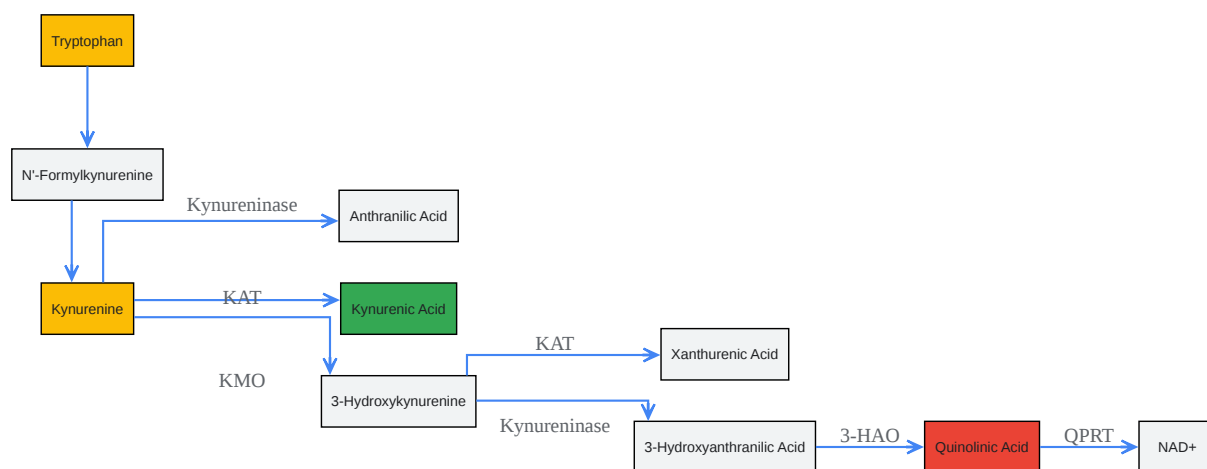 Tryptophan
N'-Formylkynurenine
Kynureninase
Anthranilic Acid
Kynurenine
KAT
Kynurenic Acid
KAT
Xanthurenic Acid
KMO
3-Hydroxykynurenine
Kynureninase
3-Hydroxyanthranilic Acid
3-HAO
Quinolinic Acid
QPRT
NAD+